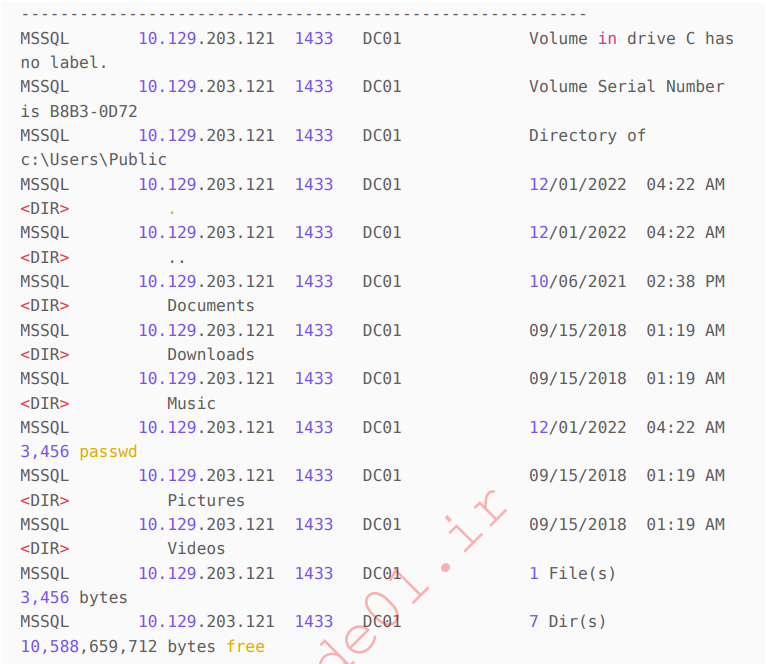 ----------------------------------------------------------
MSSQL       10.129.203.121  1433   DC01             Volume in drive C has
no label.
MSSQL       10.129.203.121  1433   DC01             Volume Serial Number
is B8B3-0D72
MSSQL       10.129.203.121  1433   DC01             Directory of
c:\Users\Public
MSSQL       10.129.203.121  1433   DC01             12/01/2022  04:22 AM
<DIR>          .
MSSQL       10.129.203.121  1433   DC01             12/01/2022  04:22 AM
<DIR>          ..
MSSQL       10.129.203.121  1433   DC01             10/06/2021  02:38 PM
<DIR>          Documents
MSSQL       10.129.203.121  1433   DC01             09/15/2018  01:19 AM
<DIR>          Downloads
MSSQL       10.129.203.121  1433   DC01             09/15/2018  01:19 AM
<DIR>          Music
MSSQL       10.129.203.121  1433   DC01             12/01/2022  04:22 AM
3,456 passwd
MSSQL       10.129.203.121  1433   DC01             09/15/2018  01:19 AM
<DIR>          Pictures
MSSQL       10.129.203.121  1433   DC01             09/15/2018  01:19 AM
<DIR>          Videos
MSSQL       10.129.203.121  1433   DC01             1 File(s)
3,456 bytes
MSSQL       10.129.203.121  1433   DC01             7 Dir(s)
10,588,659,712 bytes free
de01.ir